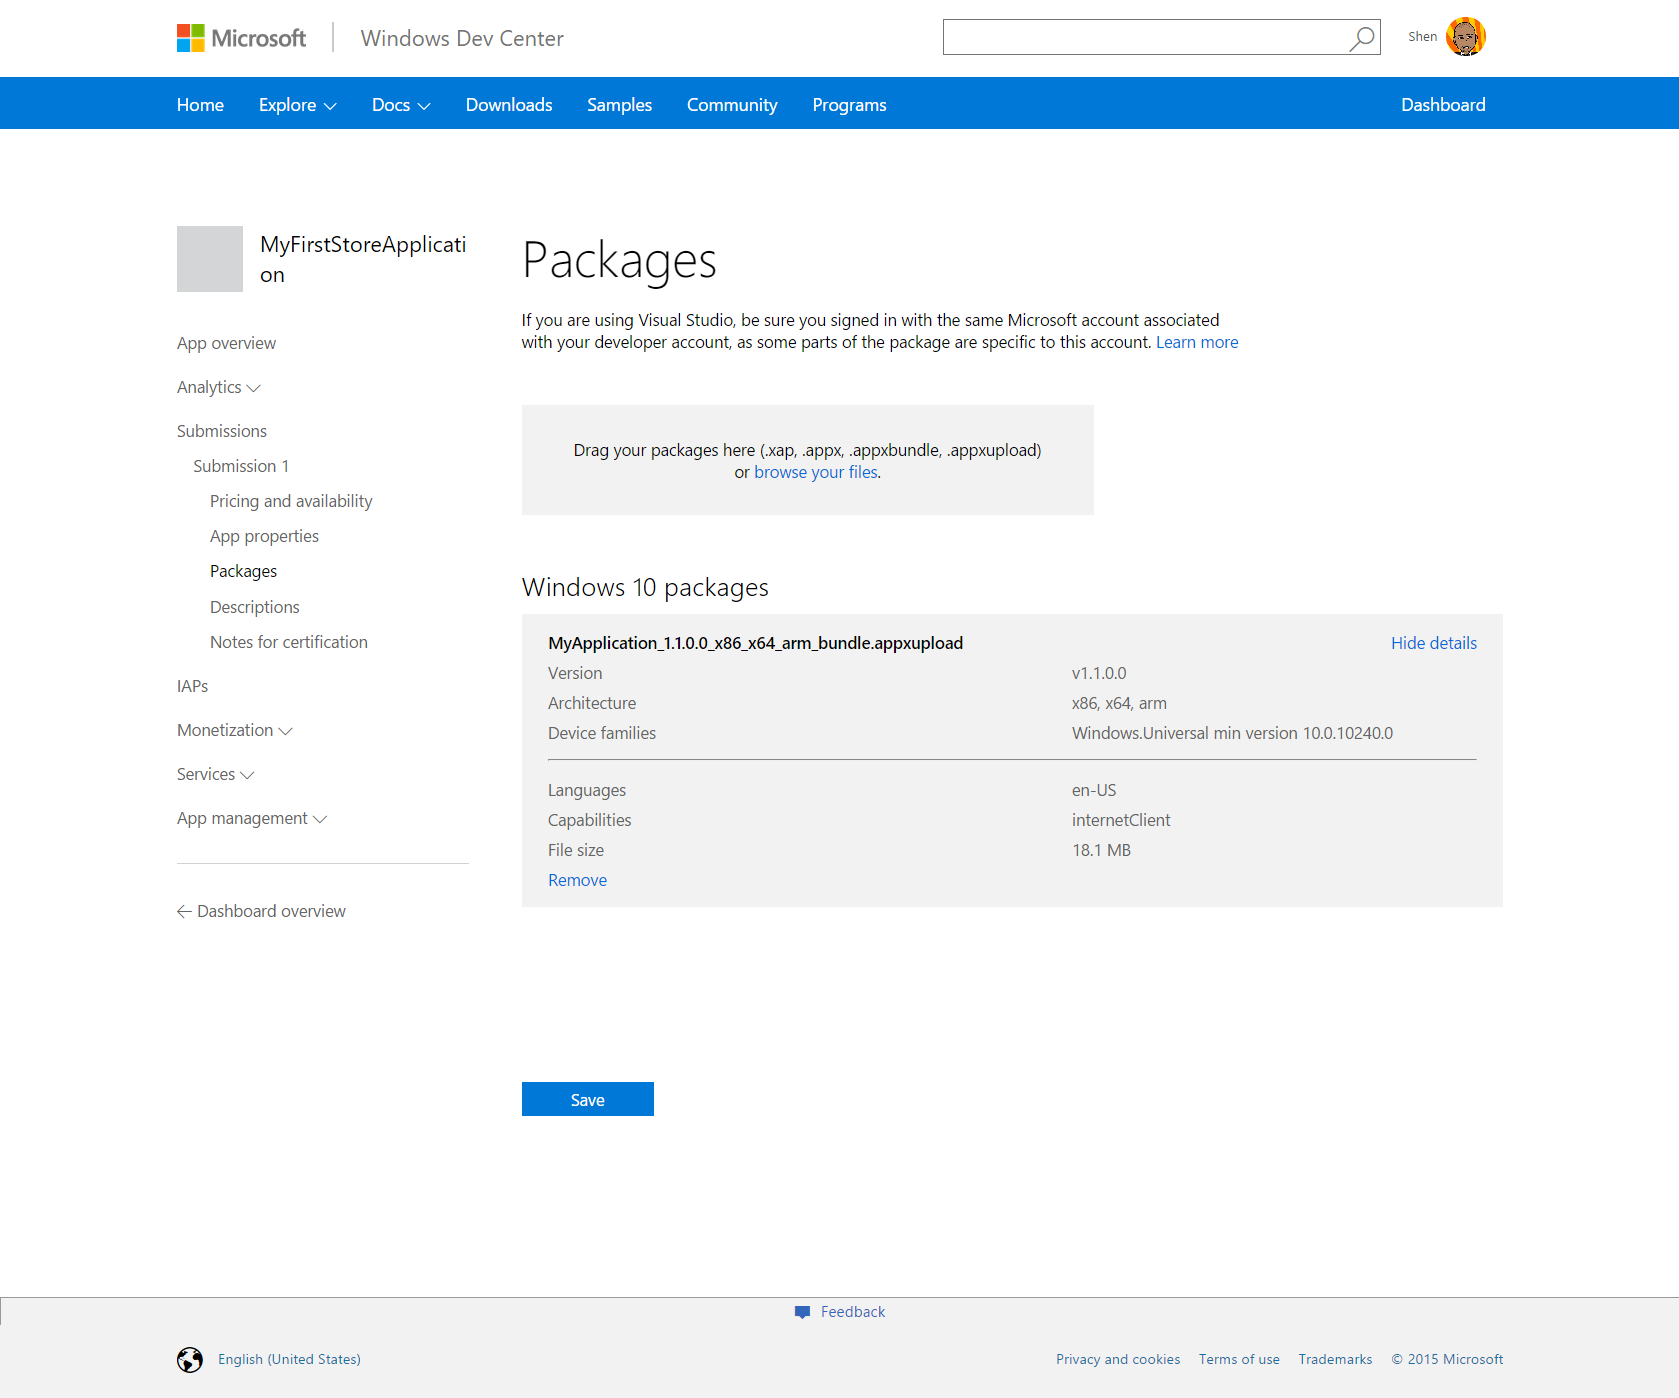 Microsoft
Windows Dev Center
Shen
Home
Explore
Docs
Downloads
Samples
Community
Programs
Dashboard
MyFirstStoreApplicati
on
App overview
Analytics
Submissions
Submission 1
Pricing and availability
App properties
Packages
Descriptions
Notes for certification
IAPs
Monetization
Services
App management
Dashboard overview
Packages
If you are using Visual Studio, be sure you signed in with the same Microsoft account associated
with your developer account, as some parts of the package are specific to this account. Learn more
Drag your packages here (.xap, .appx, .appxbundle, .appxupload)
or browse your files.
Windows 10 packages
MyApplication_1.1.0.0_x86_x64_arm_bundle.appxupload
Hide details
Version v1.1.0.0
Architecture x86, x64, arm
Device families Windows.Universal min version 10.0.10240.0
Languages en-US
Capabilities internetClient
File size 18.1 MB
Remove
Save
Feedback
English (United States)
Privacy and cookies
Terms of use
Trademarks
© 2015 Microsoft